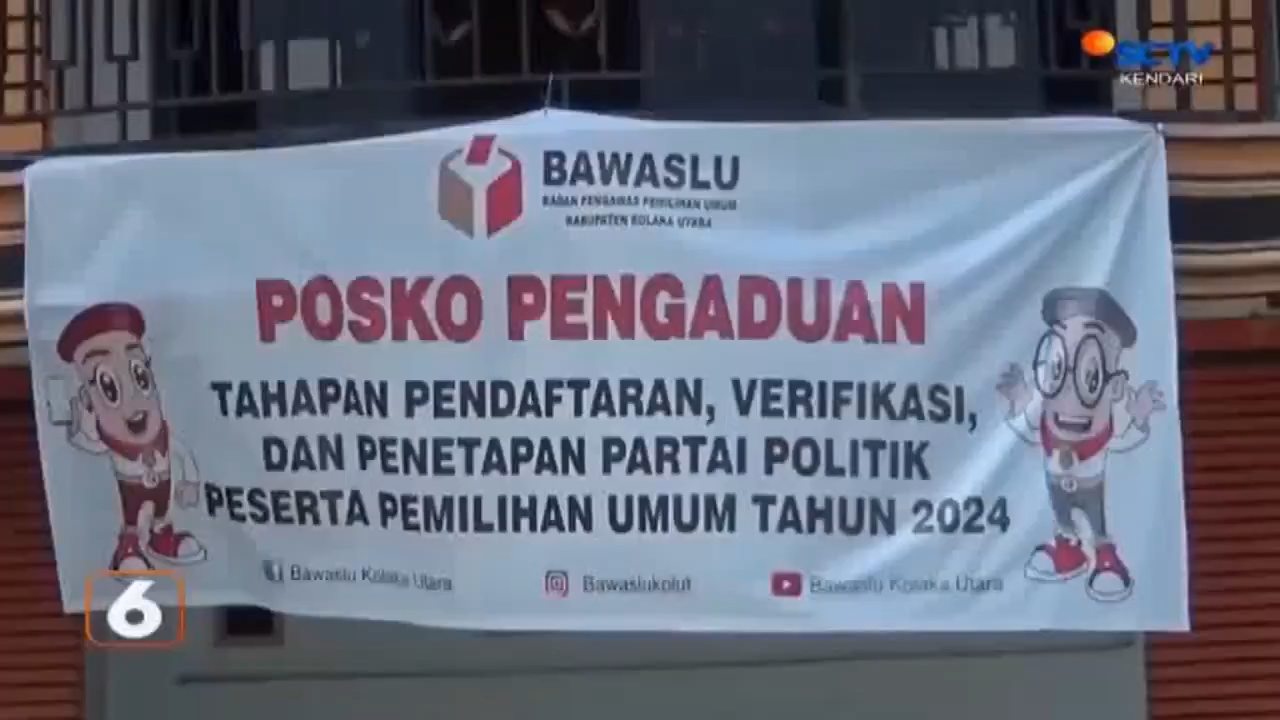 SCTV
KENDARI
BAWASLU
BADAN PENGAWAS PEMILIHAN UMUM
KABUPATEN KOLAKA UTARA
POSKO PENGADUAN
TAHAPAN PENDAFTARAN, VERIFIKASI,
DAN PENETAPAN PARTAI POLITIK
PESERTA PEMILIHAN UMUM TAHUN 2024
Bawaslu Kolaka Utara
Bawaslukolut
Bawaslu Kolaka Utara
6